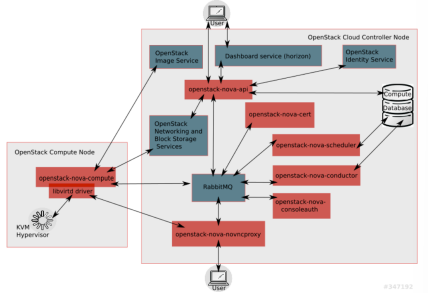 User
OpenStack Cloud Controller Node
OpenStack
Image Service
Dashboard service (horizon)
OpenStack
Identity Service
openstack-nova-api
Compute
Database
openstack-nova-cert
OpenStack
Networking and
Block Storage
Services
openstack-nova-scheduler
OpenStack Compute Node
openstack-nova-compute
libvirtd driver
openstack-nova-conductor
RabbitMQ
openstack-nova-
consoleauth
KVM
Hypervisor
openstack-nova-novncproxy
User
#347192